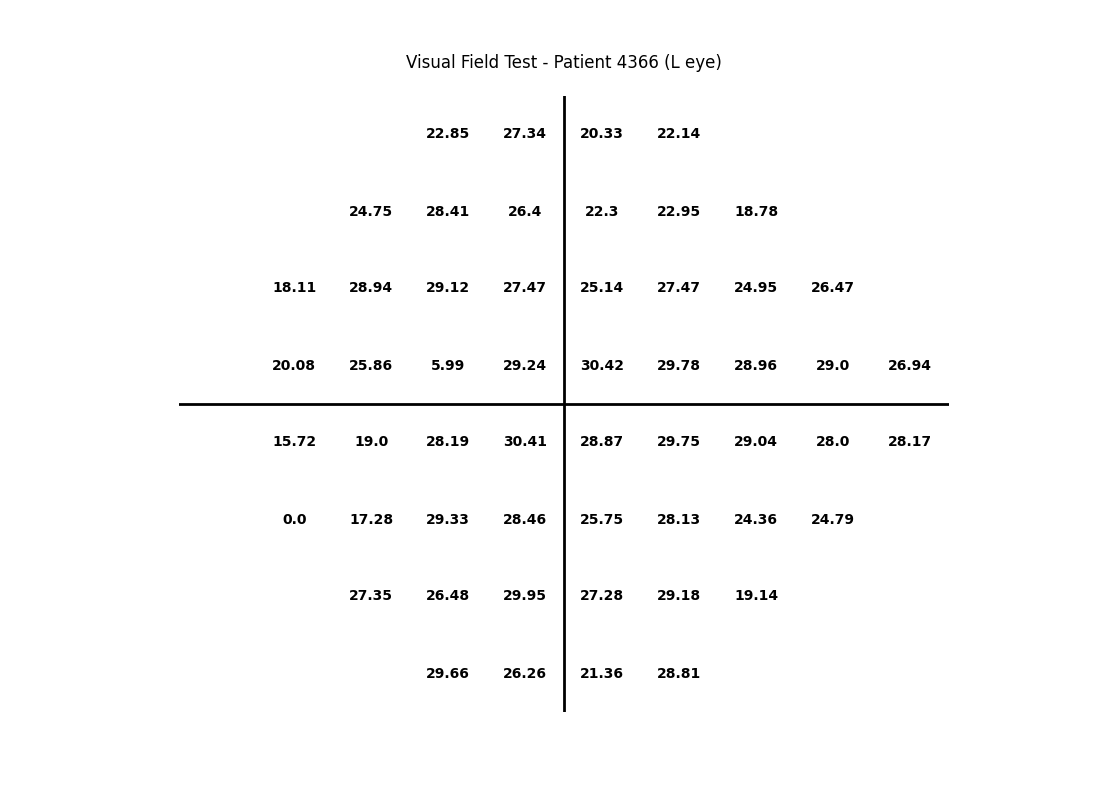 Visual Field Test - Patient 4366 (L eye)
22.85 27.34 20.33 22.14
24.75 28.41 26.4 22.3 22.95 18.78
18.11 28.94 29.12 27.47 25.14 27.47 24.95 26.47
20.08 25.86 5.99 29.24 30.42 29.78 28.96 29.0 26.94
15.72 19.0 28.19 30.41 28.87 29.75 29.04 28.0 28.17
0.0 17.28 29.33 28.46 25.75 28.13 24.36 24.79
27.35 26.48 29.95 27.28 29.18 19.14
29.66 26.26 21.36 28.81